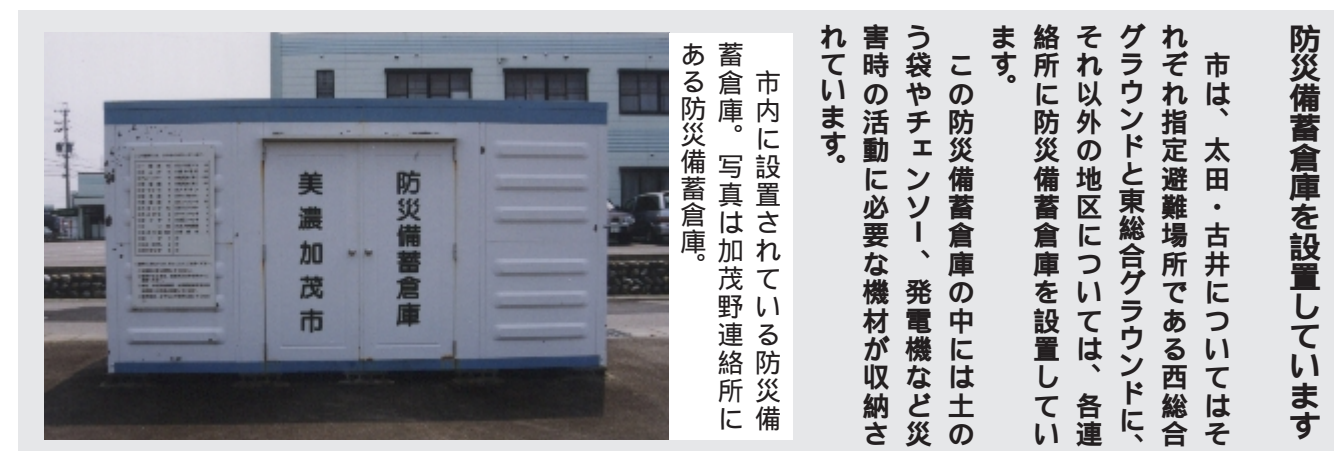 防災備蓄倉庫を設置しています
市は、太田・古井についてはそ
れぞれ指定避難場所である西総合
グラウンドと東総合グラウンドに、
それ以外の地区については、各連
絡所に防災備蓄倉庫を設置してい
ます。
この防災備蓄倉庫の中には土の
う袋やチェンソー、発電機など災
害時の活動に必要な機材が収納さ
れています。
市内に設置されている防災備
蓄倉庫。写真は加茂野連絡所に
ある防災備蓄倉庫。
防災備蓄倉庫
美濃加茂市